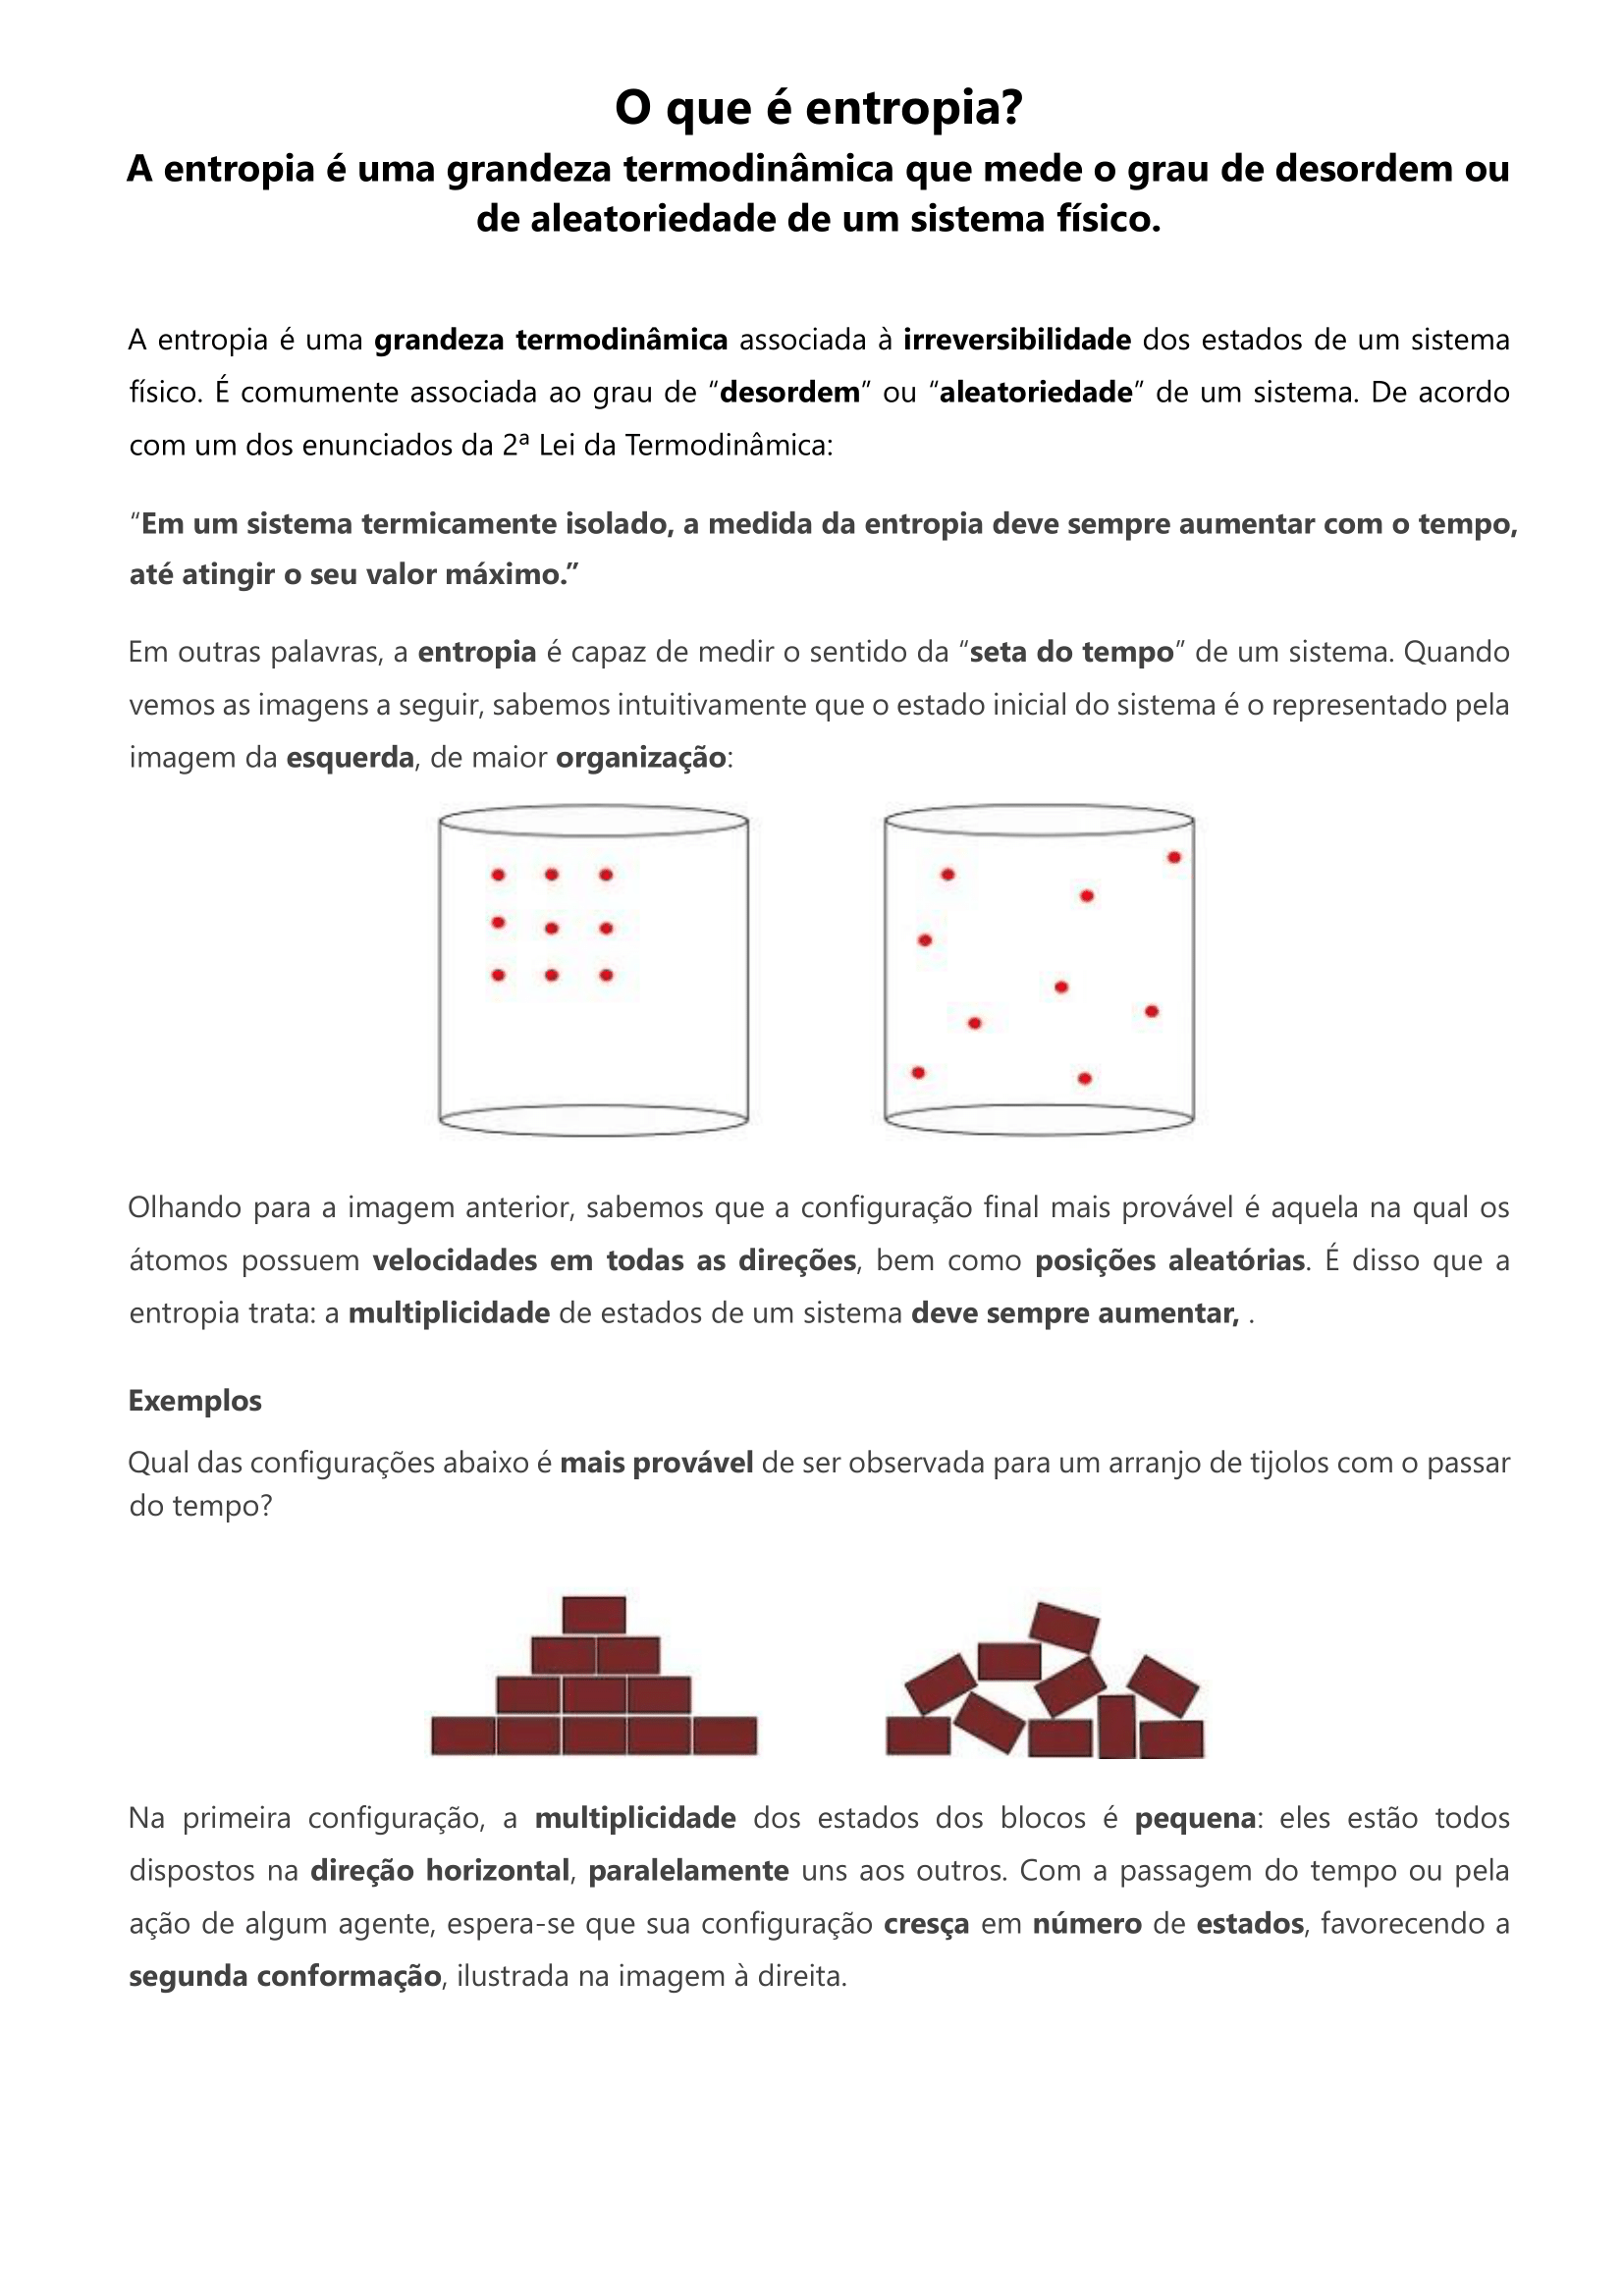 O que é entropia?
A entropia é uma grandeza termodinâmica que mede o grau de desordem ou
de aleatoriedade de um sistema físico.
A entropia é uma grandeza termodinâmica associada à irreversibilidade dos estados de um sistema
físico. É comumente associada ao grau de “desordem” ou “aleatoriedade” de um sistema. De acordo
com um dos enunciados da 2ª Lei da Termodinâmica:
“Em um sistema termicamente isolado, a medida da entropia deve sempre aumentar com o tempo,
até atingir o seu valor máximo.”
Em outras palavras, a entropia é capaz de medir o sentido da “seta do tempo” de um sistema. Quando
vemos as imagens a seguir, sabemos intuitivamente que o estado inicial do sistema é o representado pela
imagem da esquerda, de maior organização:
Olhando para a imagem anterior, sabemos que a configuração final mais provável é aquela na qual os
átomos possuem velocidades em todas as direções, bem como posições aleatórias. É disso que a
entropia trata: a multiplicidade de estados de um sistema deve sempre aumentar, .
Exemplos
Qual das configurações abaixo é mais provável de ser observada para um arranjo de tijolos com o passar
do tempo?
Na primeira configuração, a multiplicidade dos estados dos blocos é pequena: eles estão todos
dispostos na direção horizontal, paralelamente uns aos outros. Com a passagem do tempo ou pela
ação de algum agente, espera-se que sua configuração cresça em número de estados, favorecendo a
segunda conformação, ilustrada na imagem à direita.